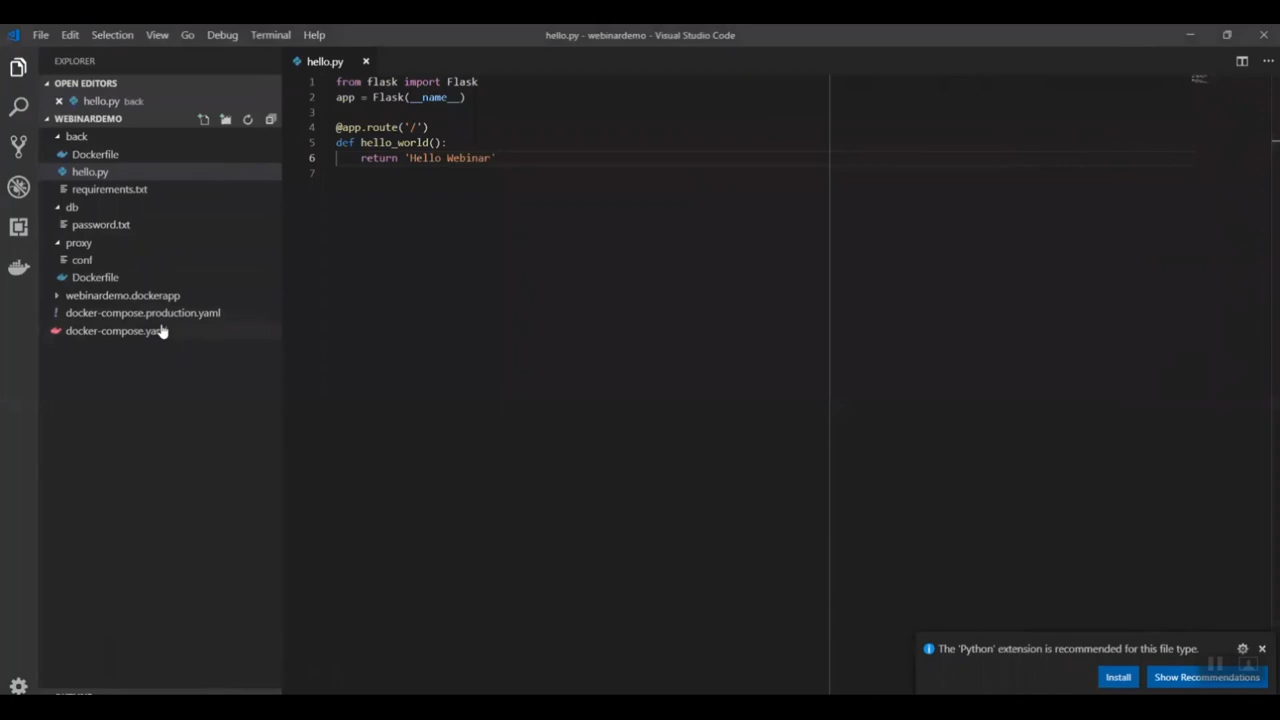 File Edit Selection View Go Debug Terminal Help
hello.py - webinardemo - Visual Studio Code
EXPLORER
OPEN EDITORS
hello.py back
WEBINARDEMO
back
Dockerfile
hello.py
requirements.txt
db
password.txt
proxy
conf
Dockerfile
webinardemo.dockerapp
docker-compose.production.yaml
hello.py
1 from flask import Flask
2 app = Flask(__name__)
3
4 @app.route('/')
5 def hello_world():
6 return 'Hello Webinar'
7
The 'Python' extension is recommended for this file type.
Install
Show Recommendations